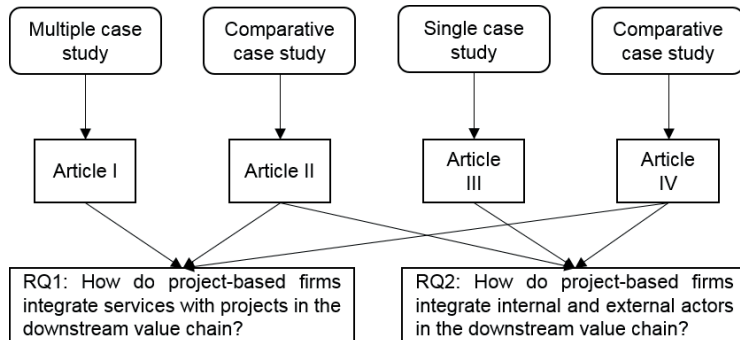 Multiple case
study
Comparative
case study
Single case
study
Comparative
case study
Article I
Article II
Article
III
Article
IV
RQ1: How do project-based firms
integrate services with projects in the
downstream value chain?
RQ2: How do project-based firms
integrate internal and external actors
in the downstream value chain?